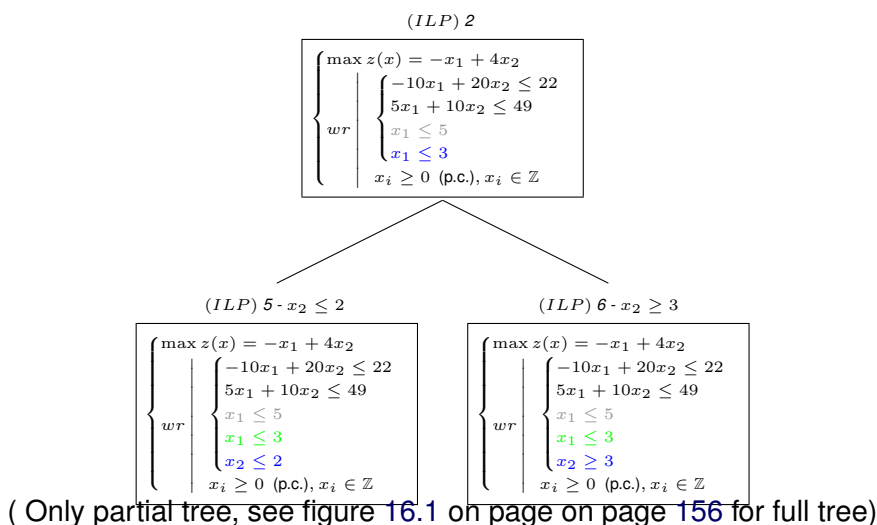 (ILP) 2
max z(x) = −x₁ + 4x₂
−10x₁ + 20x₂ ≤ 22
5x₁ + 10x₂ ≤ 49
wr
x₁ ≤ 5
x₁ ≤ 3
xᵢ ≥ 0 (p.c.), xᵢ ∈ ℤ
(ILP) 5 - x₂ ≤ 2
max z(x) = −x₁ + 4x₂
−10x₁ + 20x₂ ≤ 22
5x₁ + 10x₂ ≤ 49
x₁ ≤ 5
wr
x₁ ≤ 3
x₂ ≤ 2
xᵢ ≥ 0 (p.c.), xᵢ ∈ ℤ
(ILP) 6 - x₂ ≥ 3
max z(x) = −x₁ + 4x₂
−10x₁ + 20x₂ ≤ 22
5x₁ + 10x₂ ≤ 49
x₁ ≤ 5
wr
x₁ ≤ 3
x₂ ≥ 3
xᵢ ≥ 0 (p.c.), xᵢ ∈ ℤ
( Only partial tree, see figure 16.1 on page on page 156 for full tree)